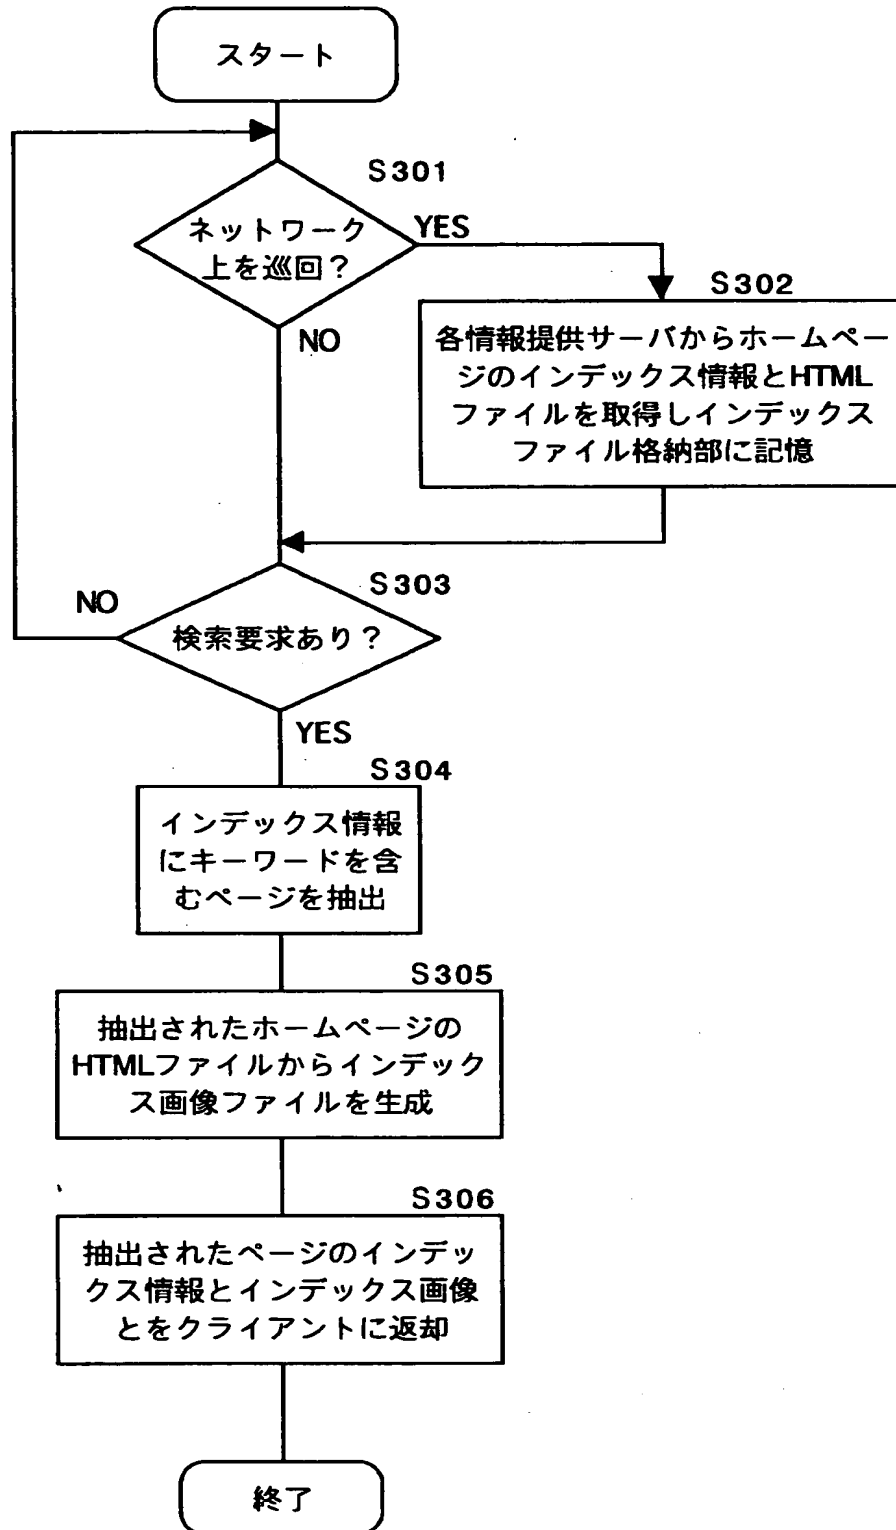 スタート
S301
ネットワーク
上を巡回?
YES
NO
S302
各情報提供サーバからホームペー
ジのインデックス情報とHTML
ファイルを取得しインデックス
ファイル格納部に記憶
S303
NO
検索要求あり?
YES
S304
インデックス情報
にキーワードを含
むページを抽出
S305
抽出されたホームページの
HTMLファイルからインデック
ス画像ファイルを生成
S306
抽出されたページのインデッ
クス情報とインデックス画像
とをクライアントに返却
終了